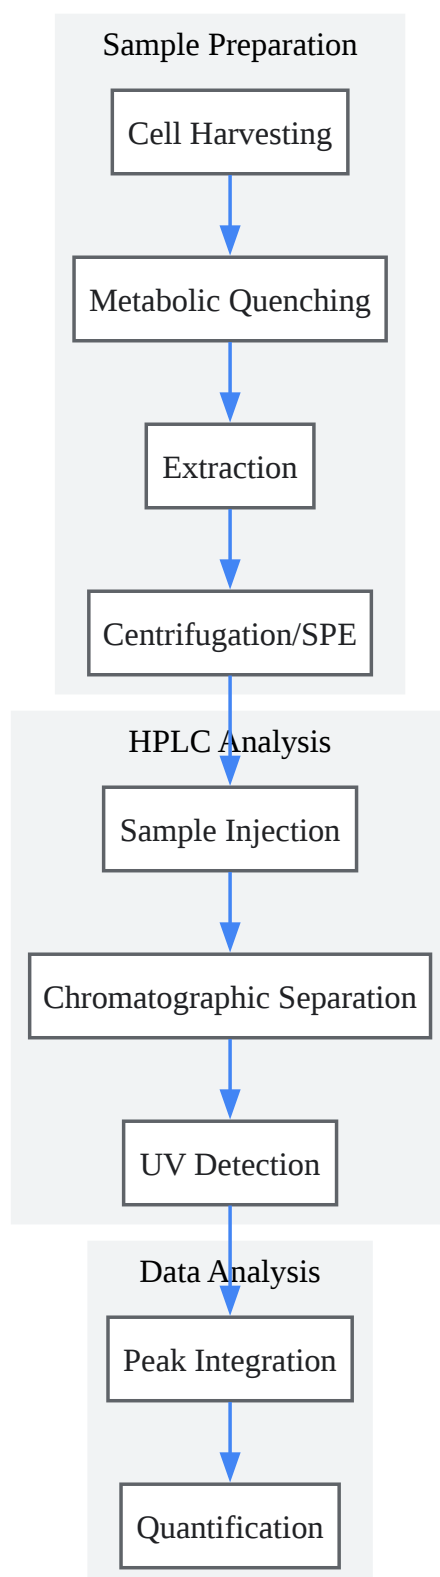 Sample Preparation
Cell Harvesting
Metabolic Quenching
Extraction
Centrifugation/SPE
HPLC Analysis
Sample Injection
Chromatographic Separation
UV Detection
Data Analysis
Peak Integration
Quantification